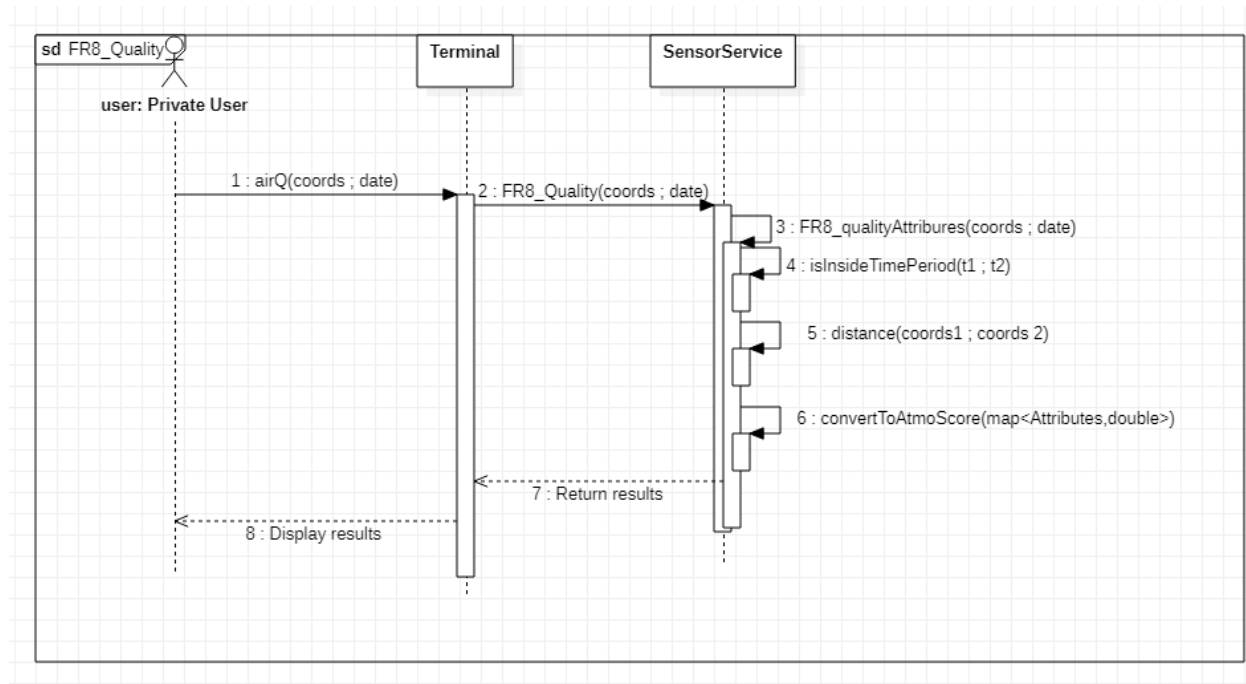 sd FR8_Quality
Terminal
SensorService
user: Private User
1 : airQ(coords ; date)
2 : FR8_Quality(coords ; date)
3 : FR8_qualityAttribures(coords ; date)
4 : isInsideTimePeriod(t1 ; t2)
5 : distance(coords1 ; coords 2)
6 : convertToAtmoScore(map<Attributes,double>)
7 : Return results
8 : Display results